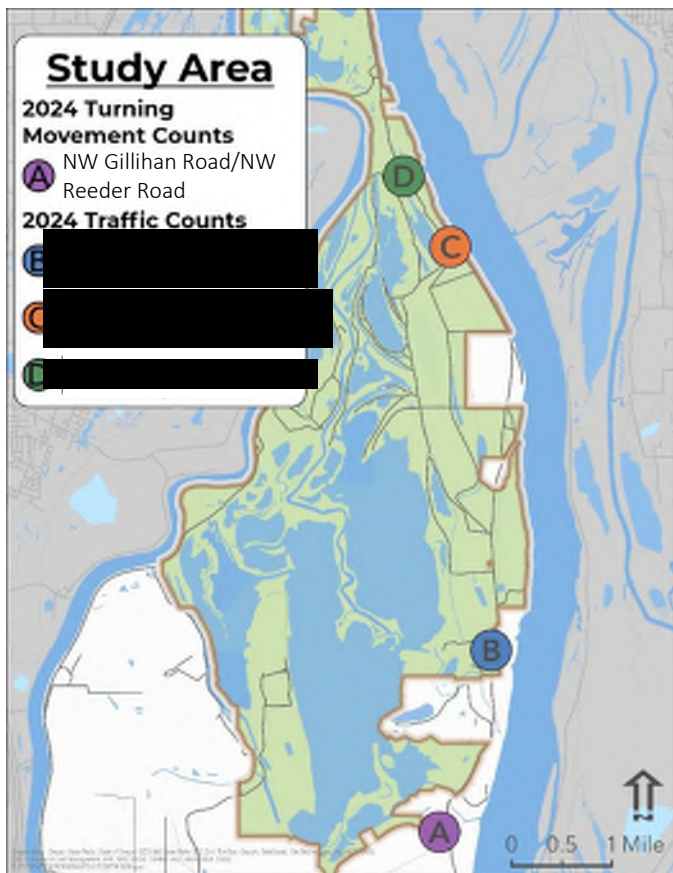 Study Area
2024 Turning
Movement Counts
A NW Gillihan Road/NW
Reeder Road
2024 Traffic Counts
B
C
D
D
C
B
A
0 0.5 1 Mile